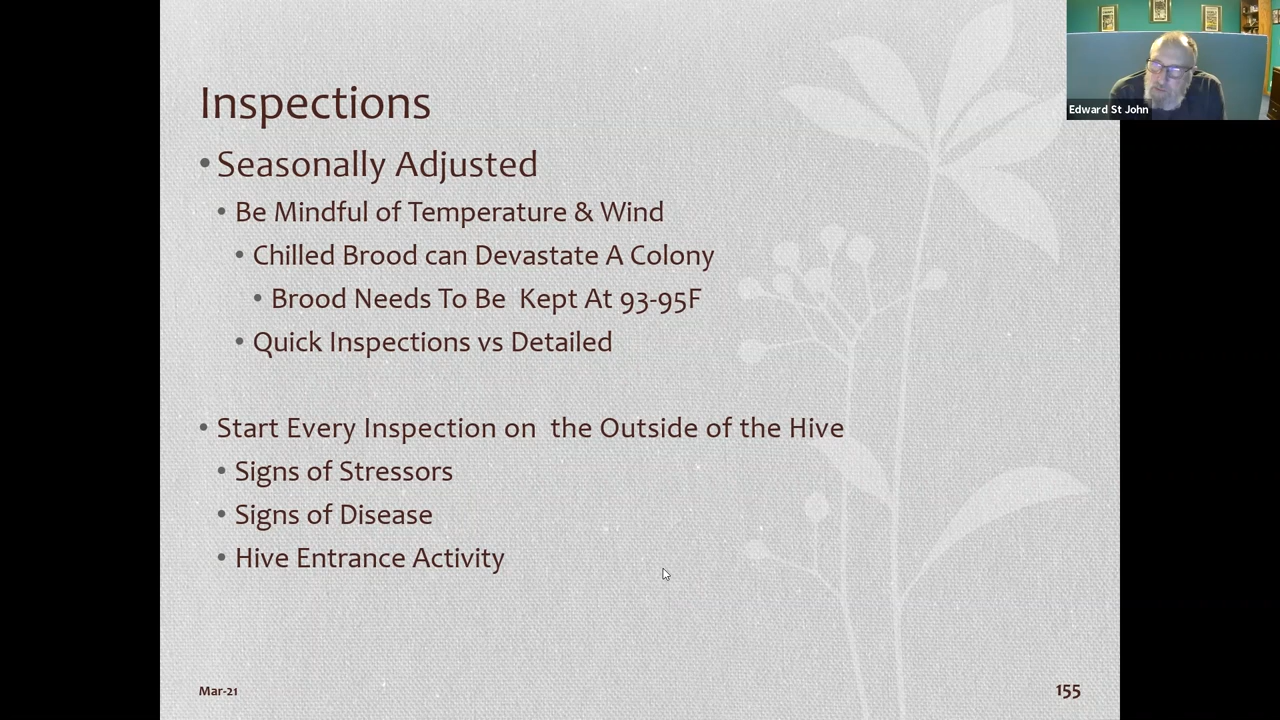 Inspections
• Seasonally Adjusted
• Be Mindful of Temperature & Wind
• Chilled Brood can Devastate A Colony
• Brood Needs To Be  Kept At 93-95F
• Quick Inspections vs Detailed
• Start Every Inspection on  the Outside of the Hive
• Signs of Stressors
• Signs of Disease
• Hive Entrance Activity
Mar-21
155
Edward St John